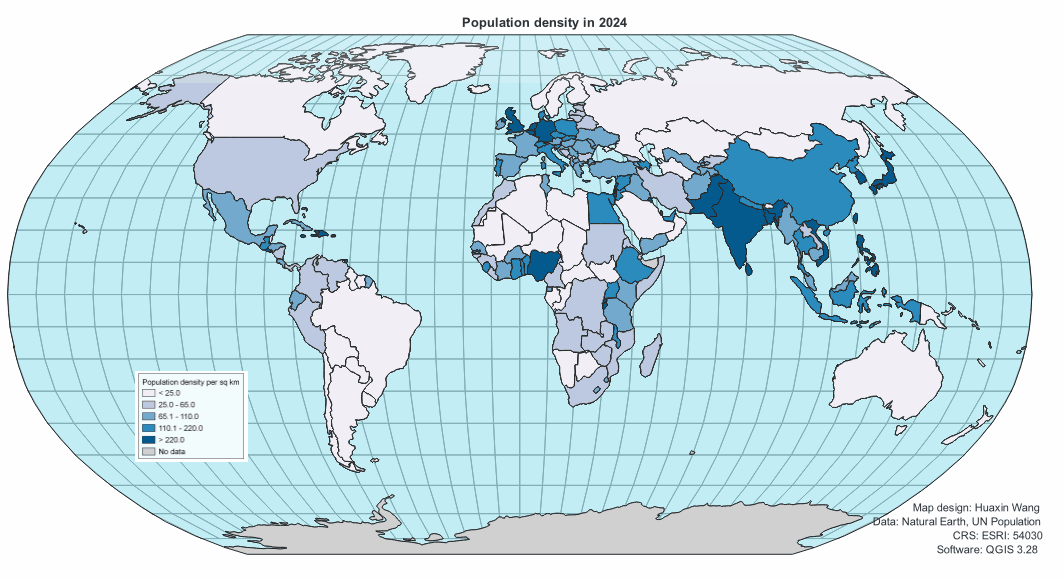 Population density in 2024
Population density per sq km
< 25.0
25.0 - 65.0
65.1 - 110.0
110.1 - 220.0
> 220.0
No data
Map design: Huaxin Wang
Data: Natural Earth, UN Population
CRS: ESRI: 54030
Software: QGIS 3.28